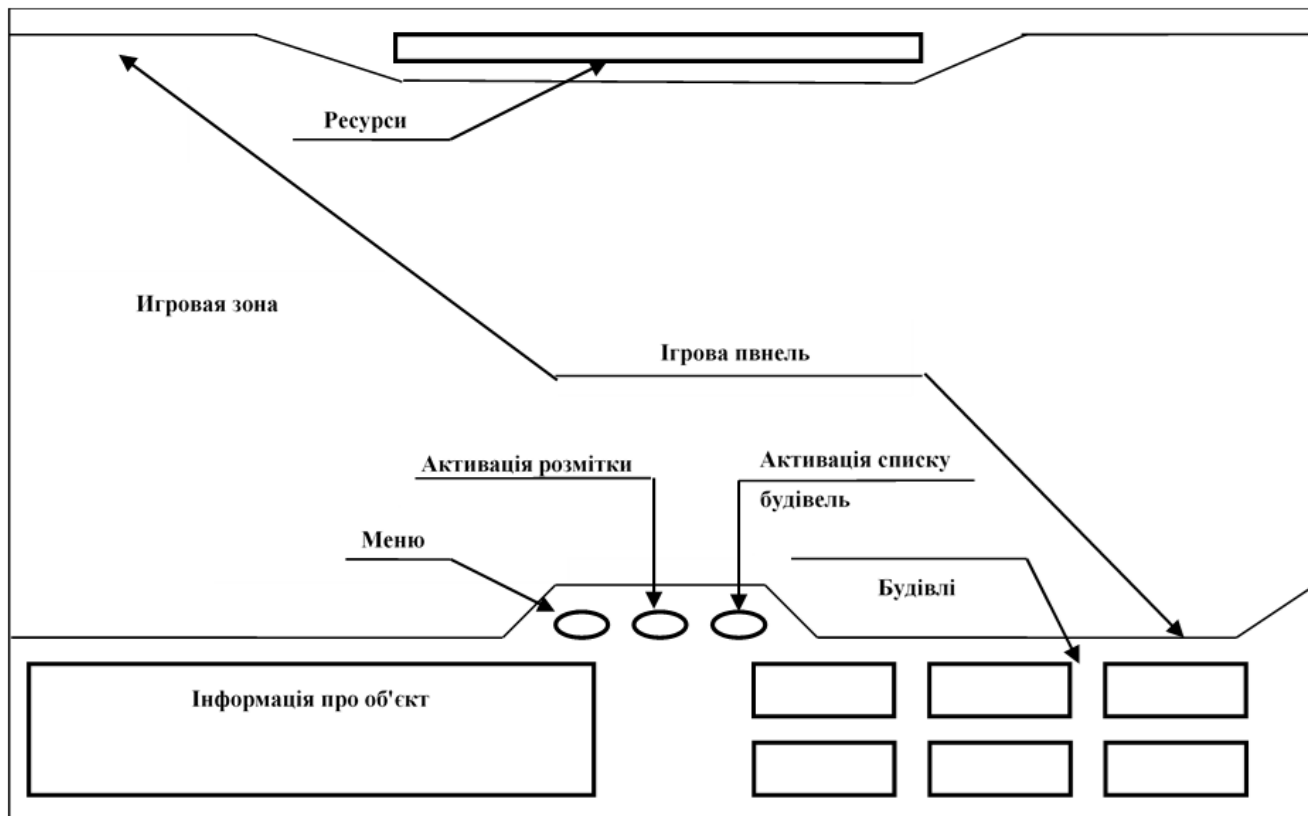 Ресурси
Игровая зона
Ігрова пвнель
Активація розмітки
Активація списку
будівель
Меню
Будівлі
Інформація про об'єкт